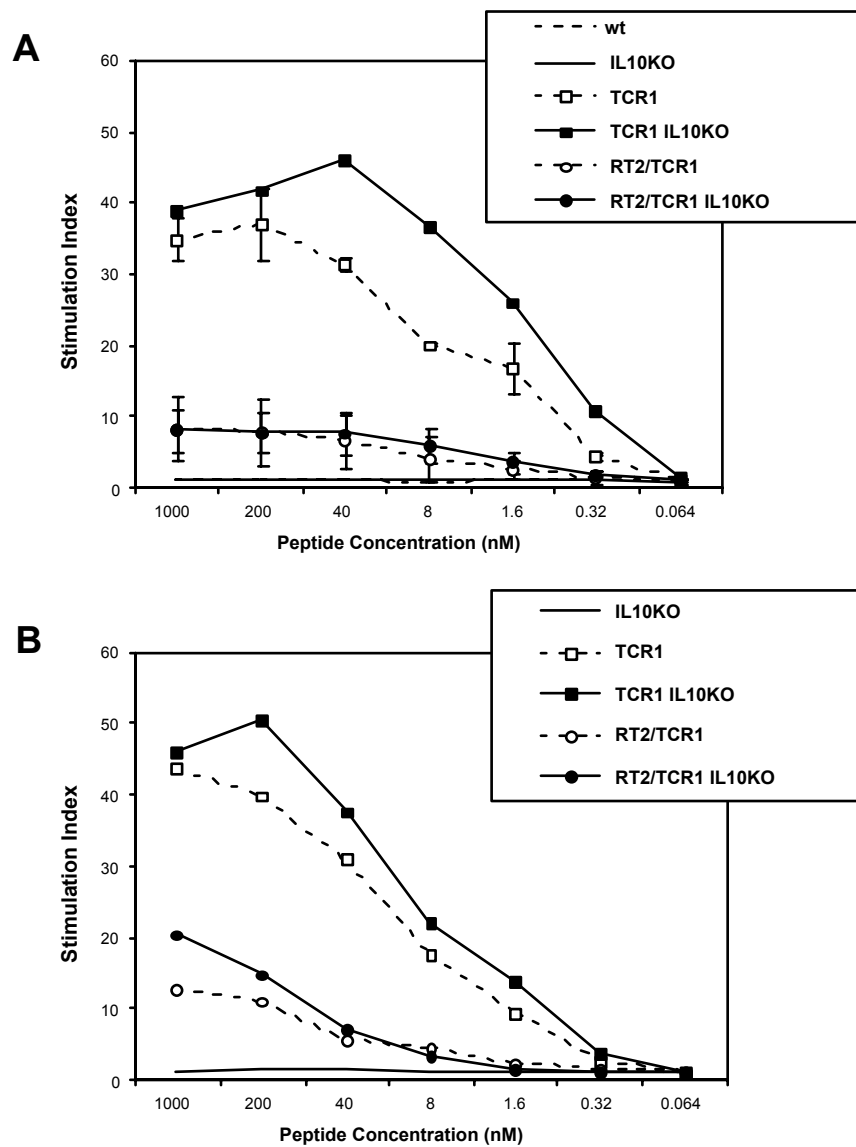 A
wt
IL10KO
TCR1
TCR1 IL10KO
RT2/TCR1
RT2/TCR1 IL10KO
60
50
40
30
20
10
0
Stimulation Index
1000 200 40 8 1.6 0.32 0.064
Peptide Concentration (nM)
B
IL10KO
TCR1
TCR1 IL10KO
RT2/TCR1
RT2/TCR1 IL10KO
60
50
40
30
20
10
0
Stimulation Index
1000 200 40 8 1.6 0.32 0.064
Peptide Concentration (nM)